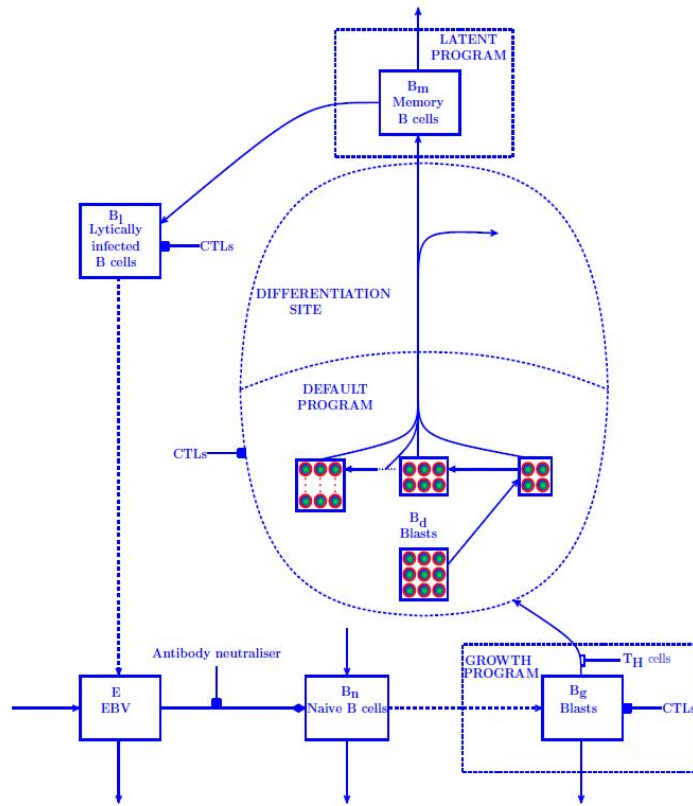 LATENT
PROGRAM
Bm
Memory
B cells
Bl
Lytically
infected
B cells
CTLs
DIFFERENTIATION
SITE
DEFAULT
PROGRAM
CTLs
Bd
Blasts
Antibody neutraliser
GROWTH
PROGRAM
TH cells
E
EBV
Bn
Naive B cells
Bg
Blasts
CTLs